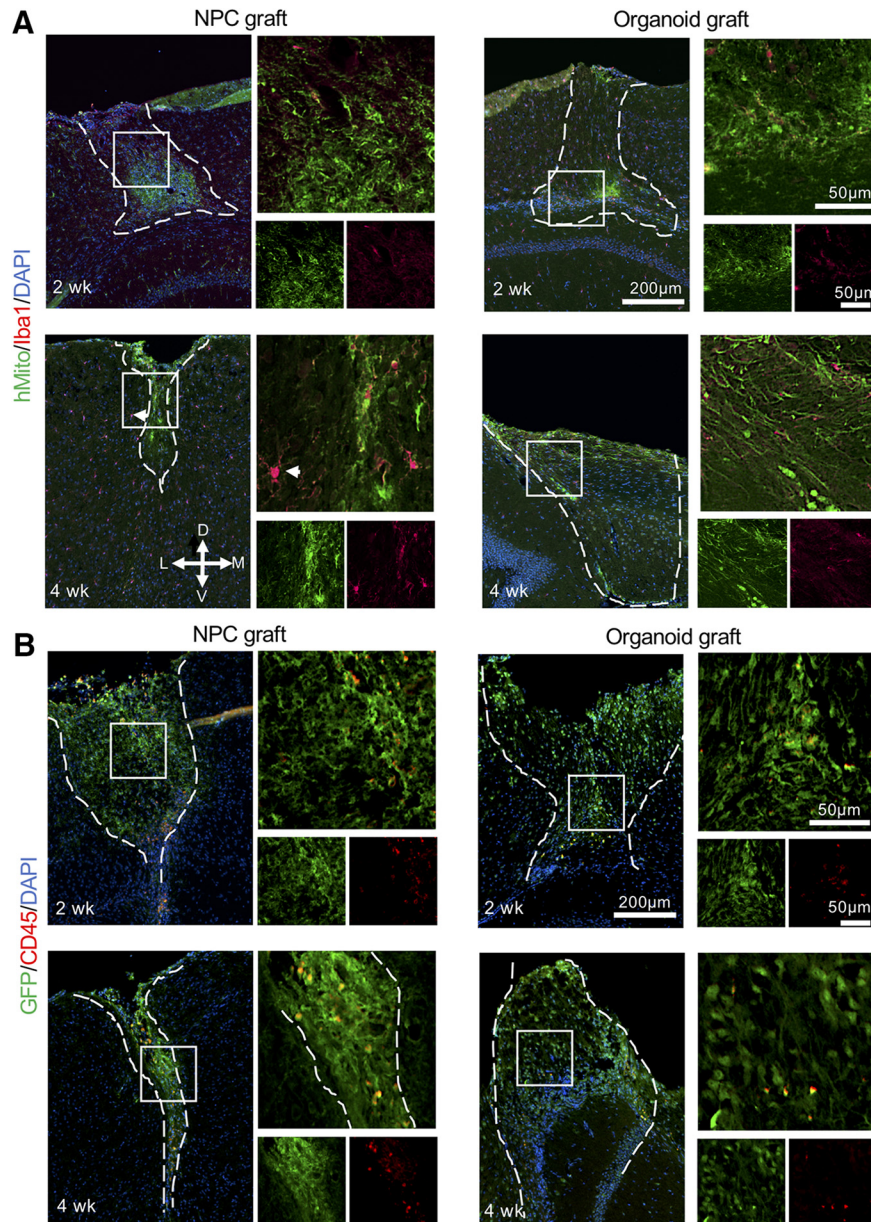 A
NPC graft
Organoid graft
hMito/Iba1/DAPI
2 wk
2 wk
200µm
50µm
50µm
4 wk
D
L
M
V
4 wk
B
NPC graft
Organoid graft
GFP/CD45/DAPI
2 wk
2 wk
200µm
50µm
50µm
4 wk
4 wk